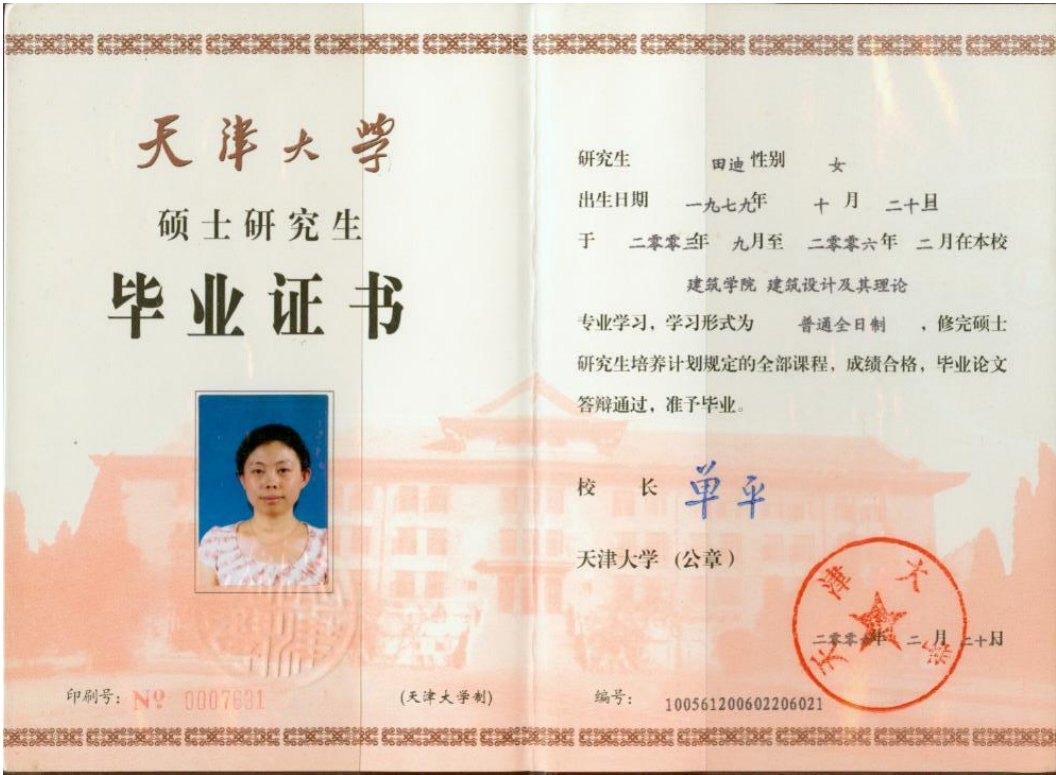 天津大学
硕士研究生
毕业证书
印刷号：№ 0007631
(天津大学制)
研究生 田迪 性别 女
出生日期 一九七九年 十月 二十日
于 二零零三年 九月至 二零零六年 二月在本校
建筑学院 建筑设计及其理论
专业学习，学习形式为 普通全日制 ，修完硕士
研究生培养计划规定的全部课程，成绩合格，毕业论文
答辩通过，准予毕业。
校 长 单平
天津大学（公章）
天津大学
二零零六年 二月 二十日
编号： 100561200602206021